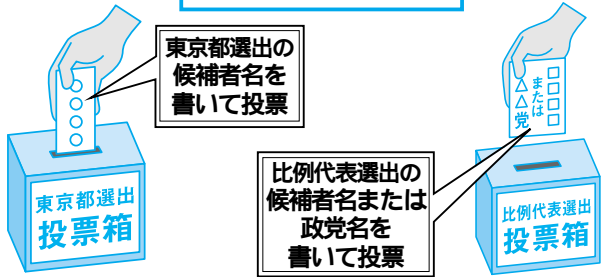 東京都選出の
候補者名を
書いて投票
○○○○
東京都選出
投票箱
比例代表選出の
候補者名または
政党名を
書いて投票
□□□□
または
△△党
比例代表選出
投票箱